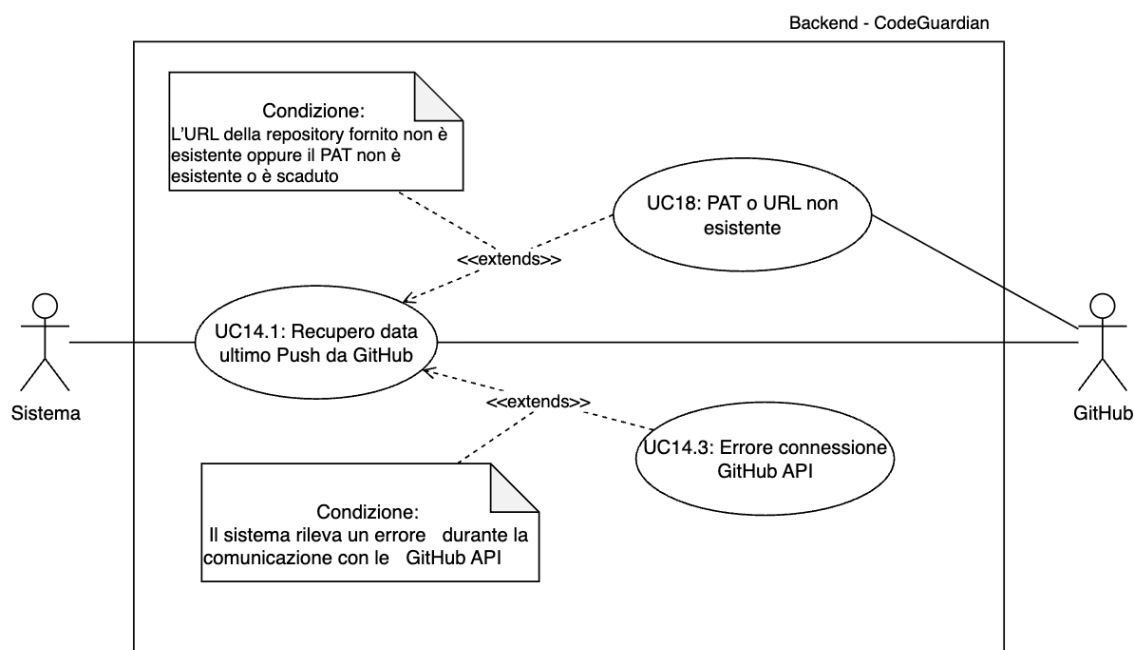 Backend - CodeGuardian
Condizione:
L'URL della repository fornito non è
esistente oppure il PAT non è
esistente o è scaduto
UC18: PAT o URL non
esistente
<<extends>>
UC14.1: Recupero data
ultimo Push da GitHub
Sistema
GitHub
<<extends>>
UC14.3: Errore connessione
GitHub API
Condizione:
Il sistema rileva un errore durante la
comunicazione con le GitHub API